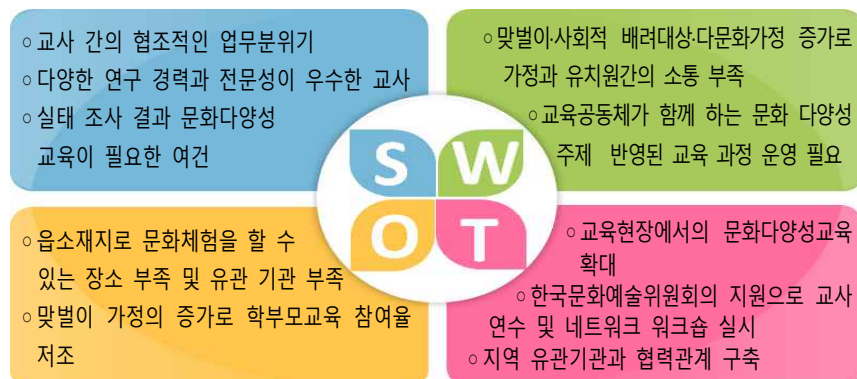 ○ 교사 간의 협조적인 업무분위기
○ 다양한 연구 경력과 전문성이 우수한 교사
○ 실태 조사 결과 문화다양성
교육이 필요한 여건
○ 맞벌이·사회적 배려대상·다문화가정 증가로
가정과 유치원간의 소통 부족
○ 교육공동체가 함께 하는 문화 다양성
주제 반영된 교육 과정 운영 필요
S W
O T
○ 읍소재지로 문화체험을 할 수
있는 장소 부족 및 유관 기관 부족
○ 맞벌이 가정의 증가로 학부모교육 참여율
저조
○ 교육현장에서의 문화다양성교육
확대
○ 한국문화예술위원회의 지원으로 교사
연수 및 네트워크 워크숍 실시
○ 지역 유관기관과 협력관계 구축